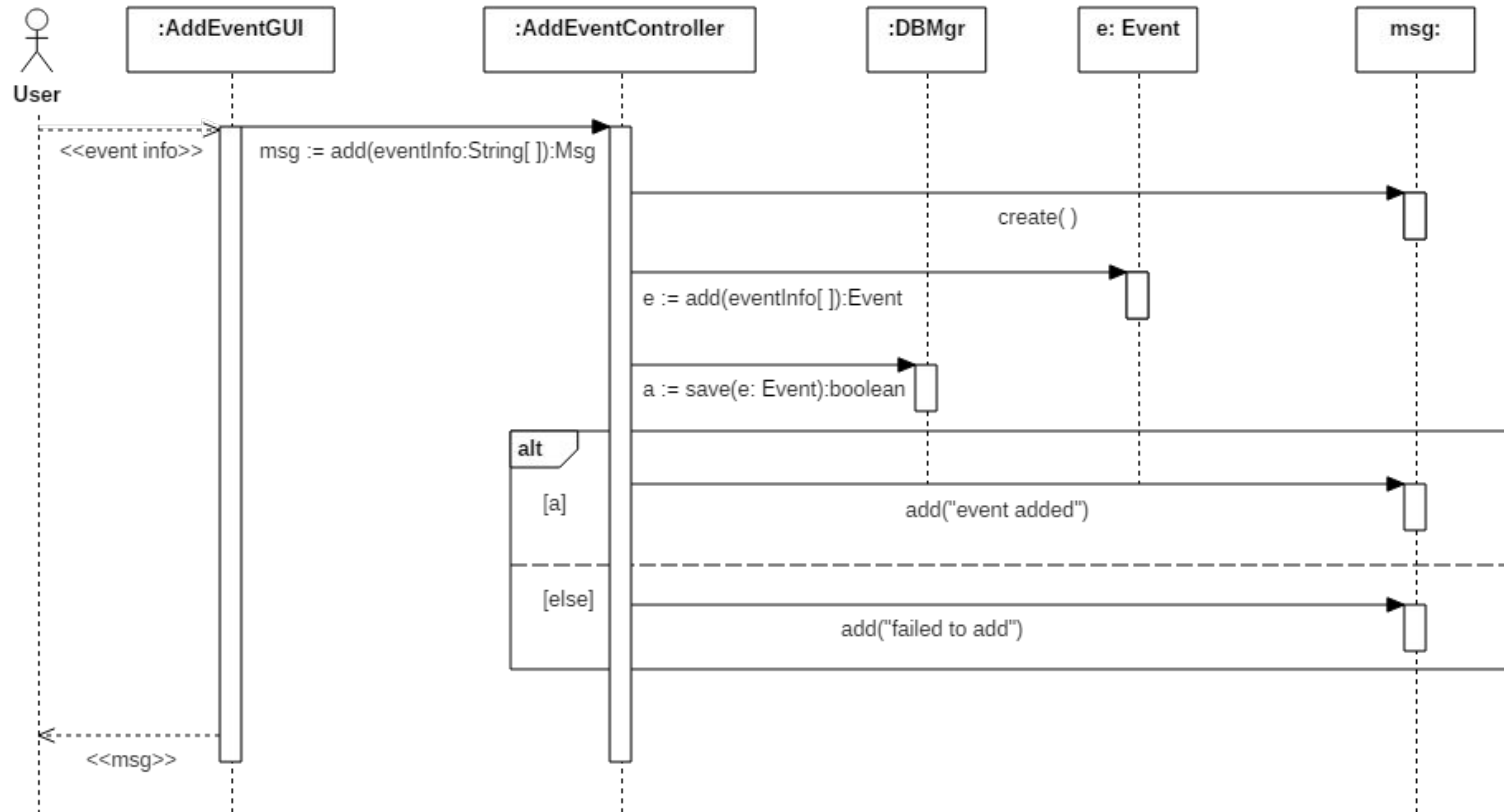 :AddEventGUI
:AddEventController
:DBMgr
e: Event
msg:
User
<<event info>>
msg := add(eventInfo:String[ ]):Msg
create( )
e := add(eventInfo[ ]):Event
a := save(e: Event):boolean
alt
[a]
add("event added")
[else]
add("failed to add")
<<msg>>